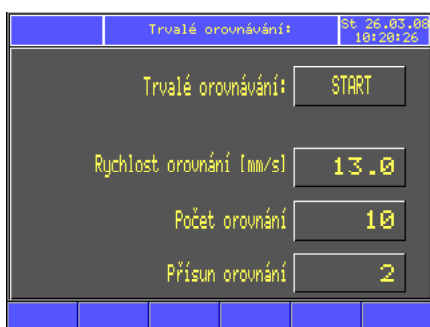 Trvalé orovnávání:
St 26.03.08
10:20:26
Trvalé orovnávání: START
Rychlost orovnání [mm/s] 13.0
Počet orovnání 10
Přísun orovnání 2